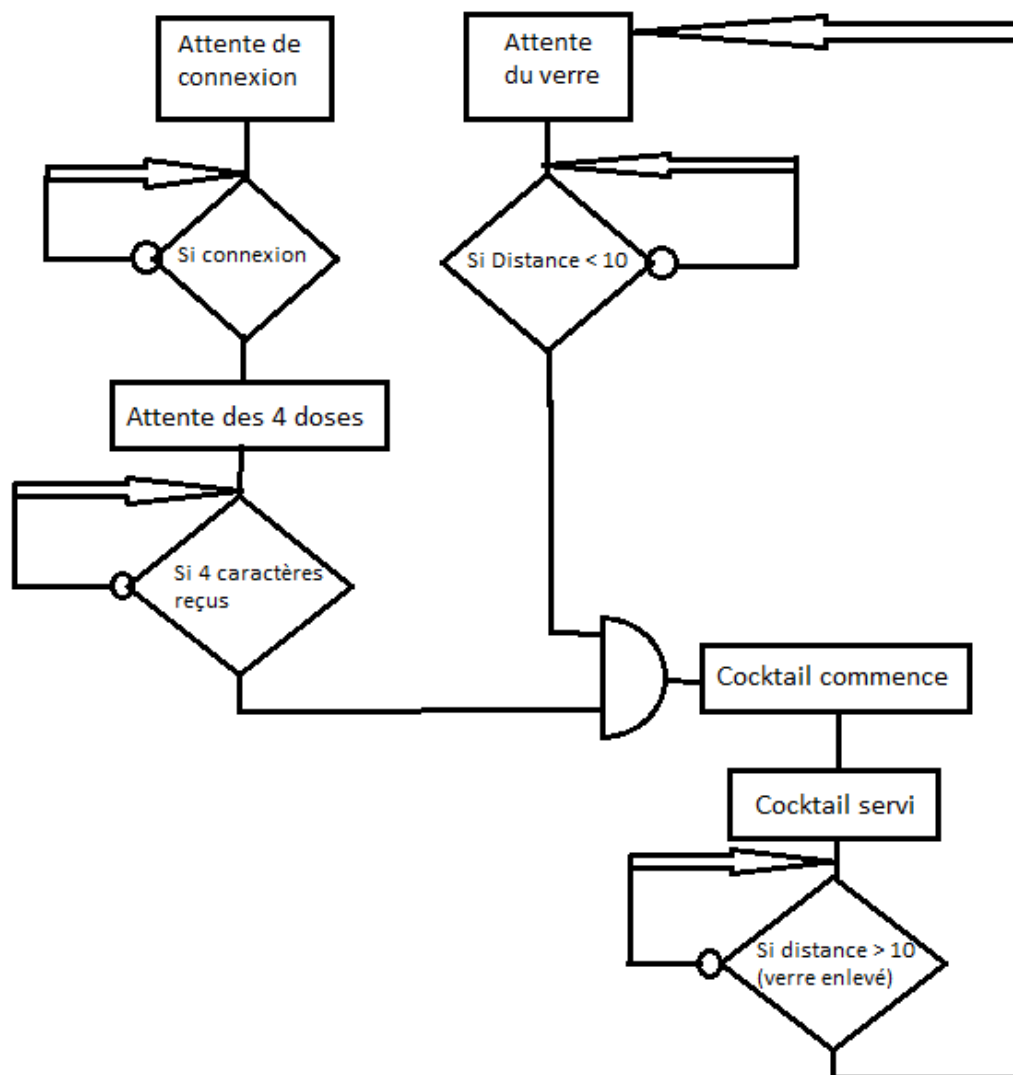 Attente de
connexion
Attente
du verre
Si connexion
Si Distance < 10
Attente des 4 doses
Si 4 caractères
reçus
Cocktail commence
Cocktail servi
Si distance > 10
(verre enlevé)